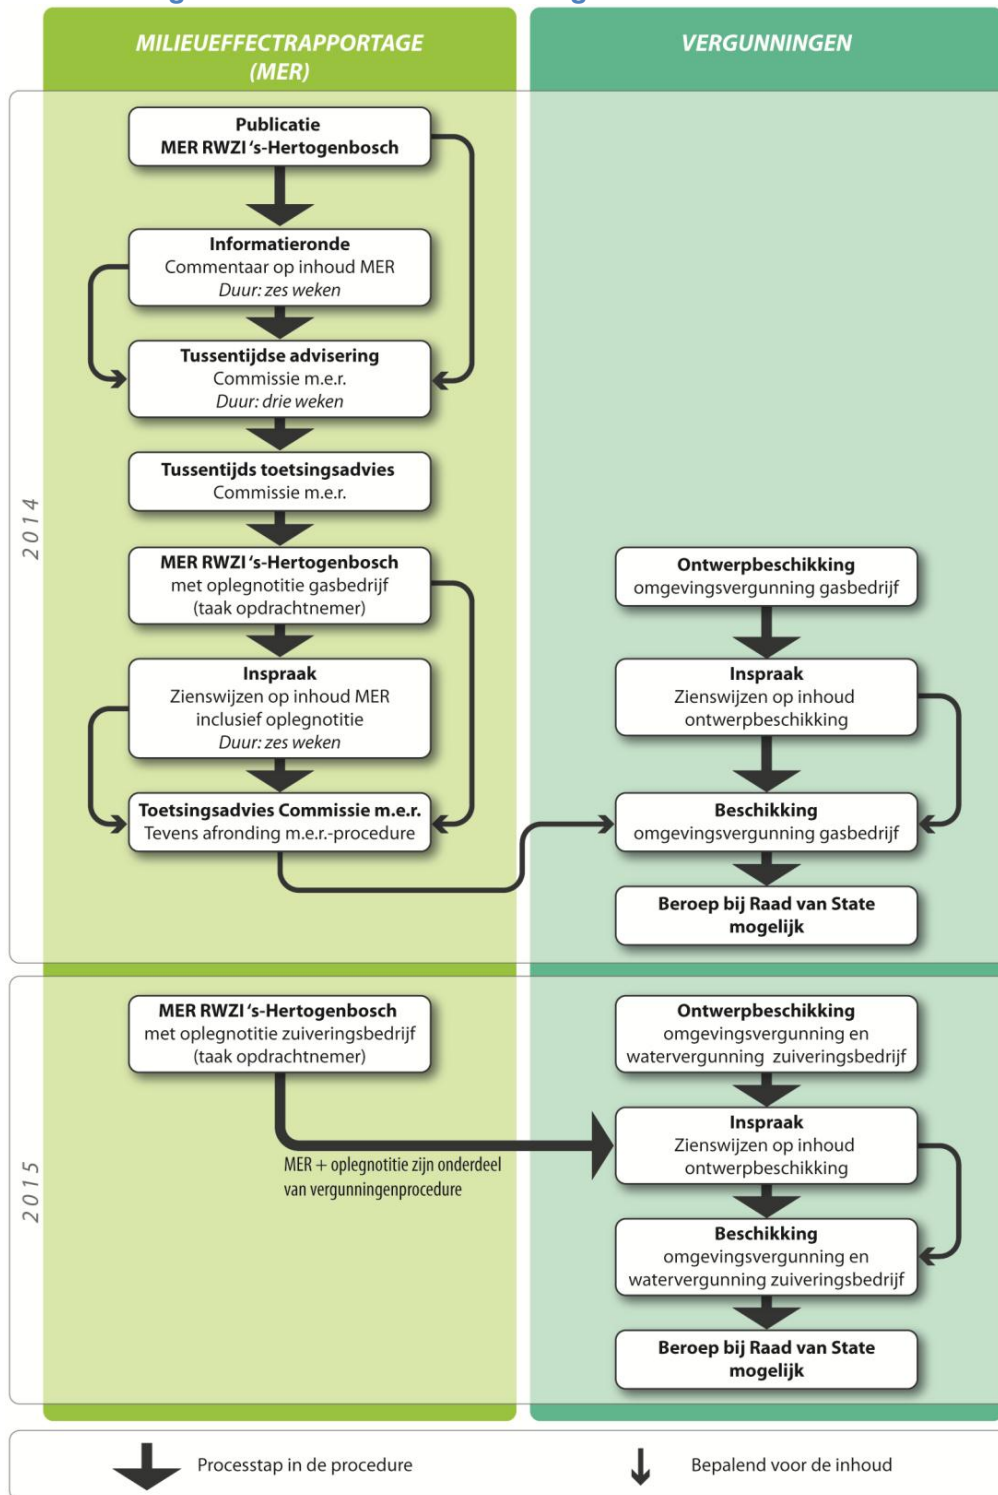 MILIEUEFFECTRAPPORTAGE
(MER)
VERGUNNINGEN
2014
Publicatie
MER RWZI 's-Hertogenbosch
Informatieronde
Commentaar op inhoud MER
Duur: zes weken
Tussentijdse advisering
Commissie m.e.r.
Duur: drie weken
Tussentijds toetsingsadvies
Commissie m.e.r.
MER RWZI 's-Hertogenbosch
met oplegnotitie gasbedrijf
(taak opdrachtnemer)
Inspraak
Zienswijzen op inhoud MER
inclusief oplegnotitie
Duur: zes weken
Toetsingsadvies Commissie m.e.r.
Tevens afronding m.e.r.-procedure
Ontwerpbeschikking
omgevingsvergunning gasbedrijf
Inspraak
Zienswijzen op inhoud
ontwerpbeschikking
Beschikking
omgevingsvergunning gasbedrijf
Beroep bij Raad van State
mogelijk
2015
MER RWZI 's-Hertogenbosch
met oplegnotitie zuiveringsbedrijf
(taak opdrachtnemer)
MER + oplegnotitie zijn onderdeel
van vergunningenprocedure
Ontwerpbeschikking
omgevingsvergunning en
watervergunning zuiveringsbedrijf
Inspraak
Zienswijzen op inhoud
ontwerpbeschikking
Beschikking
omgevingsvergunning en
watervergunning zuiveringsbedrijf
Beroep bij Raad van State
mogelijk
Processtap in de procedure
Bepalend voor de inhoud